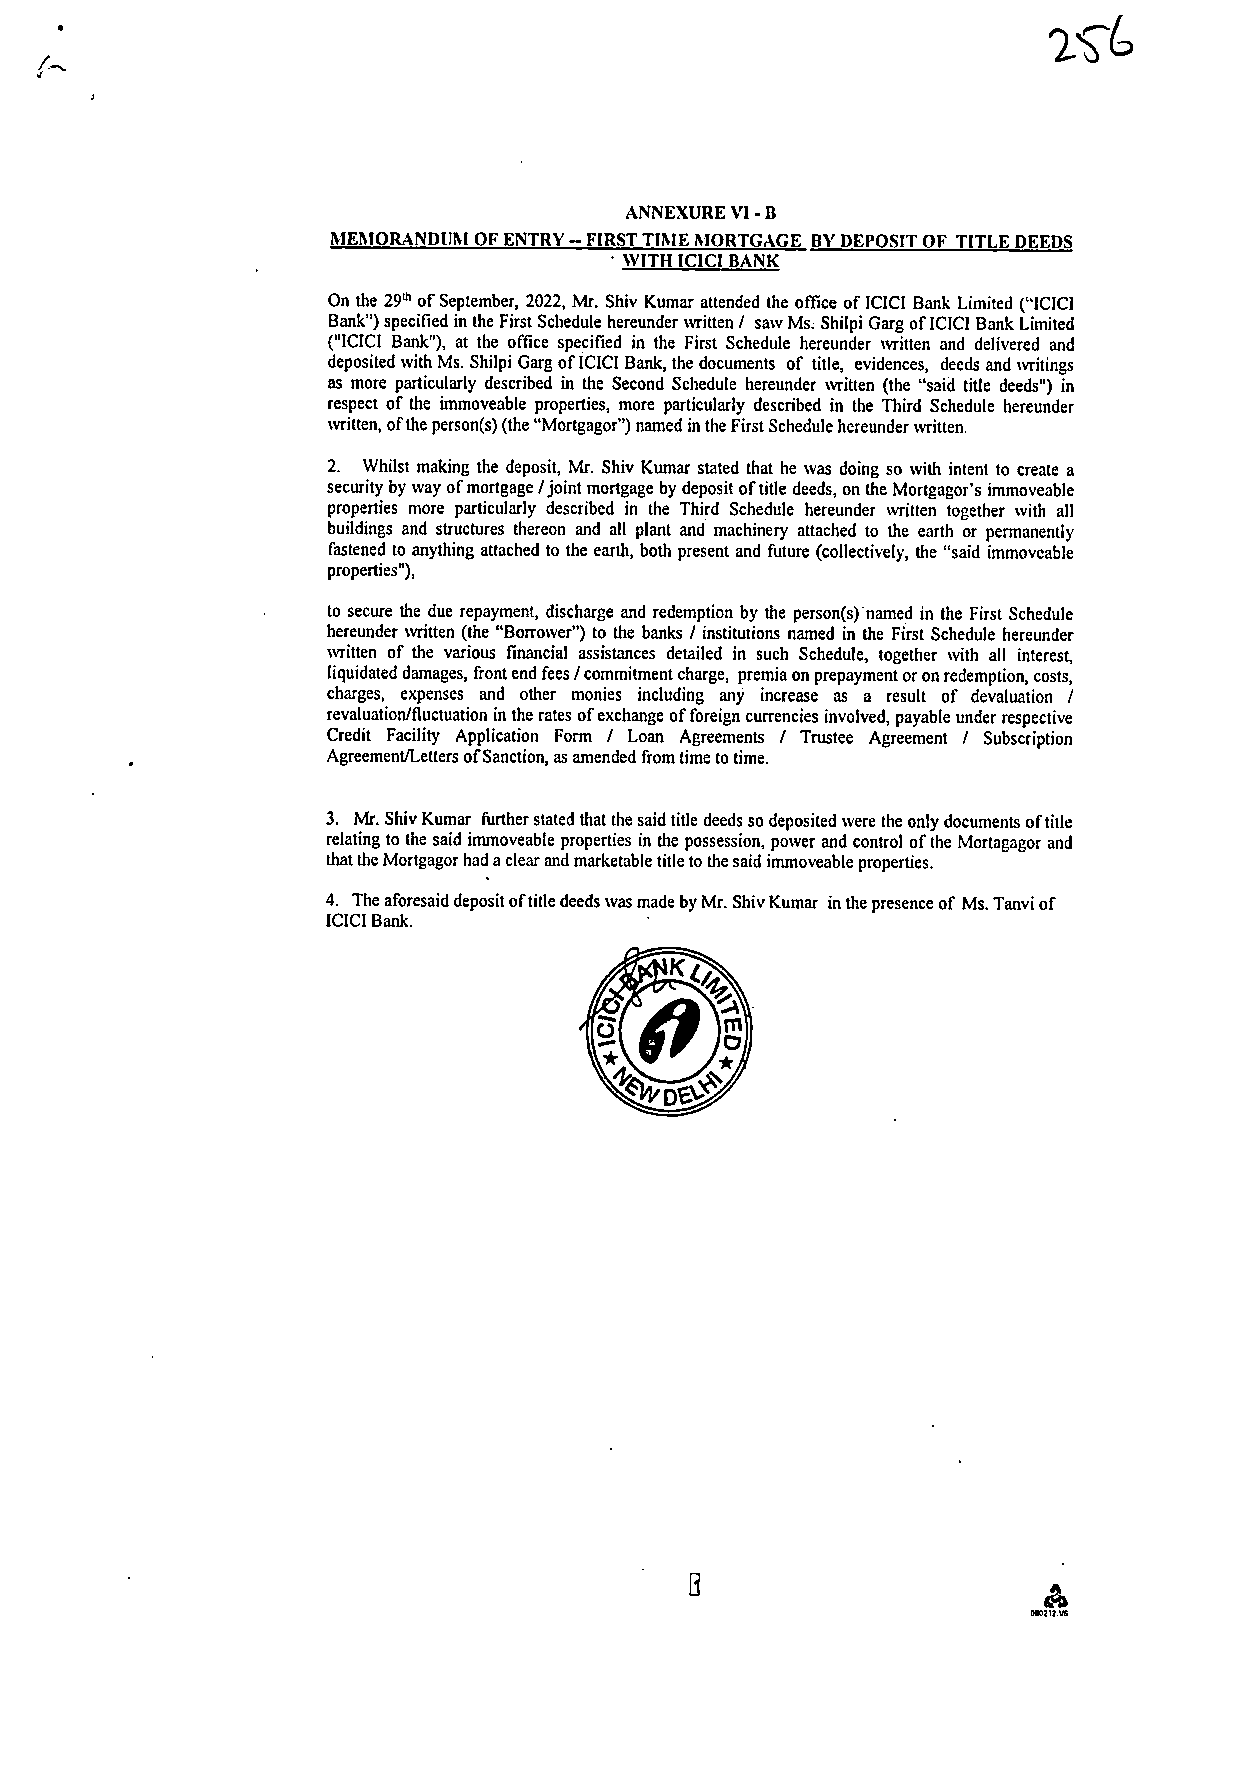 256
ANNEXURE VI - B
MEMORANDUM OF ENTRY -- FIRST TIME MORTGAGE BY DEPOSIT OF TITLE DEEDS
WITH ICICI BANK
On the 29th of September, 2022, Mr. Shiv Kumar attended the office of ICICI Bank Limited ("ICICI
Bank") specified in the First Schedule hereunder written / saw Ms. Shilpi Garg of ICICI Bank Limited
("ICICI Bank"), at the office specified in the First Schedule hereunder written and delivered and
deposited with Ms. Shilpi Garg of ICICI Bank, the documents of title, evidences, deeds and writings
as more particularly described in the Second Schedule hereunder written (the "said title deeds") in
respect of the immoveable properties, more particularly described in the Third Schedule hereunder
written, of the person(s) (the "Mortgagor") named in the First Schedule hereunder written.
2. Whilst making the deposit, Mr. Shiv Kumar stated that he was doing so with intent to create a
security by way of mortgage / joint mortgage by deposit of title deeds, on the Mortgagor's immoveable
properties more particularly described in the Third Schedule hereunder written together with all
buildings and structures thereon and all plant and machinery attached to the earth or permanently
fastened to anything attached to the earth, both present and future (collectively, the "said immoveable
properties"),
to secure the due repayment, discharge and redemption by the person(s) named in the First Schedule
hereunder written (the "Borrower") to the banks / institutions named in the First Schedule hereunder
written of the various financial assistances detailed in such Schedule, together with all interest,
liquidated damages, front end fees / commitment charge, premia on prepayment or on redemption, costs,
charges, expenses and other monies including any increase as a result of devaluation /
revaluation/fluctuation in the rates of exchange of foreign currencies involved, payable under respective
Credit Facility Application Form / Loan Agreements / Trustee Agreement / Subscription
Agreement/Letters of Sanction, as amended from time to time.
3. Mr. Shiv Kumar further stated that the said title deeds so deposited were the only documents of title
relating to the said immoveable properties in the possession, power and control of the Mortagagor and
that the Mortgagor had a clear and marketable title to the said immoveable properties.
4. The aforesaid deposit of title deeds was made by Mr. Shiv Kumar in the presence of Ms. Tanvi of
ICICI Bank.
ICICI BANK LIMITED
★ NEW DELHI ★
1